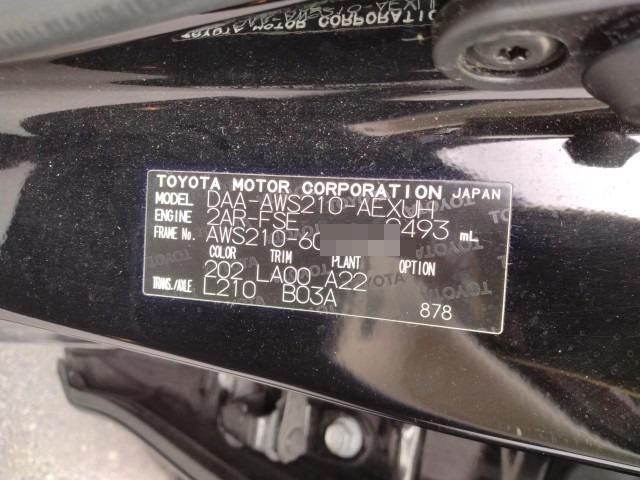 TOYOTA MOTOR CORPORATION JAPAN
MODEL DAA-AWS210-AEXUH
ENGINE 2AR-FSE 2493 mL
FRAME No. AWS210-60
COLOR TRIM PLANT OPTION
202 LA00 A22
TRANS./AXLE L210 B03A
878